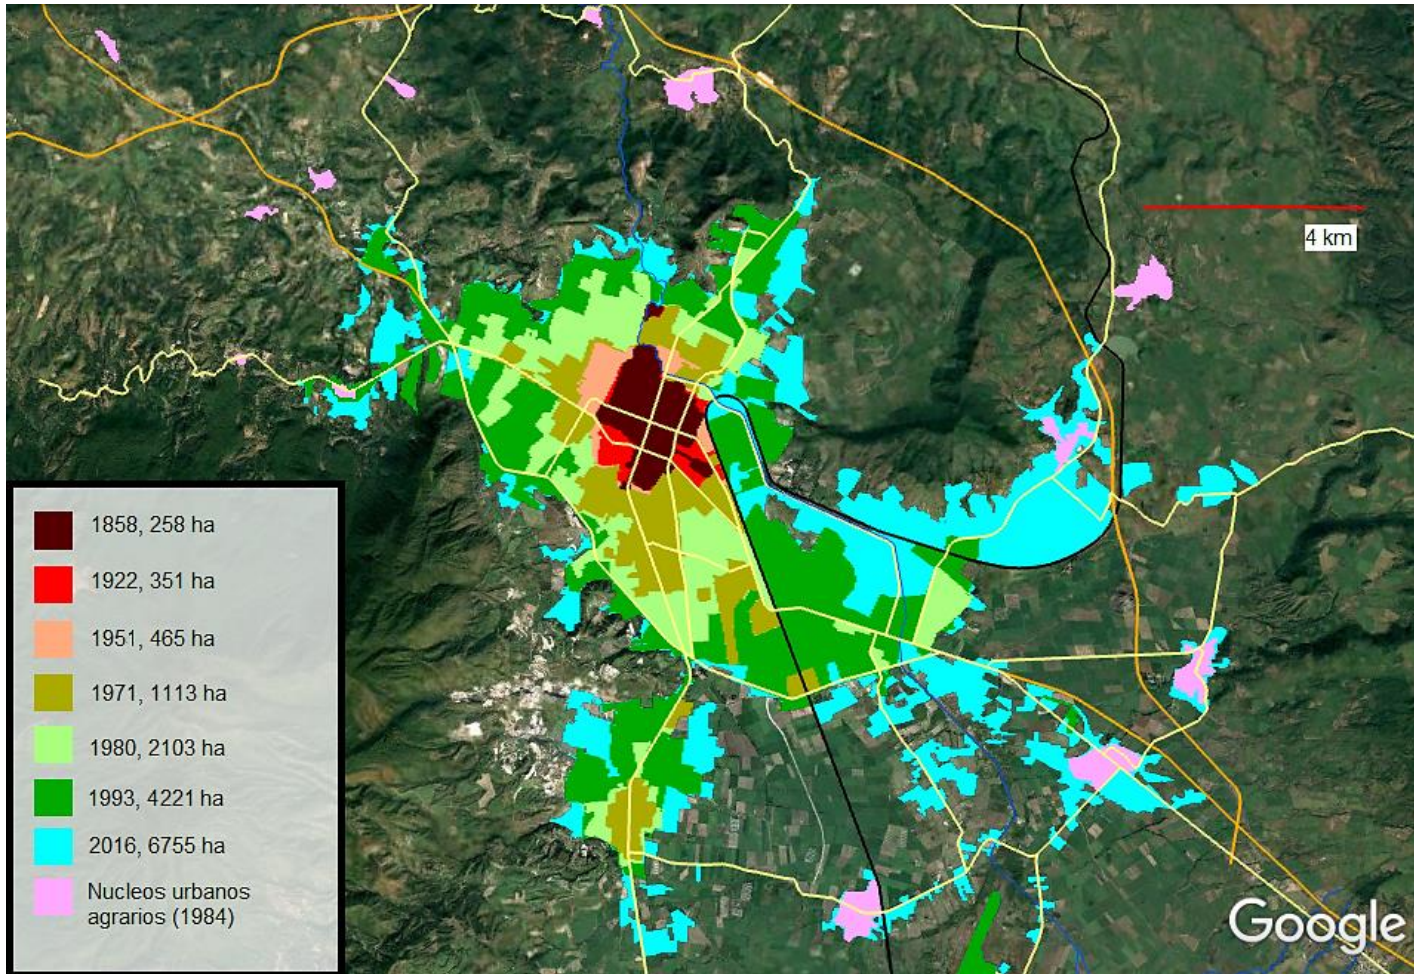 4 km
1858, 258 ha
1922, 351 ha
1951, 465 ha
1971, 1113 ha
1980, 2103 ha
1993, 4221 ha
2016, 6755 ha
Nucleos urbanos
agrarios (1984)
Google